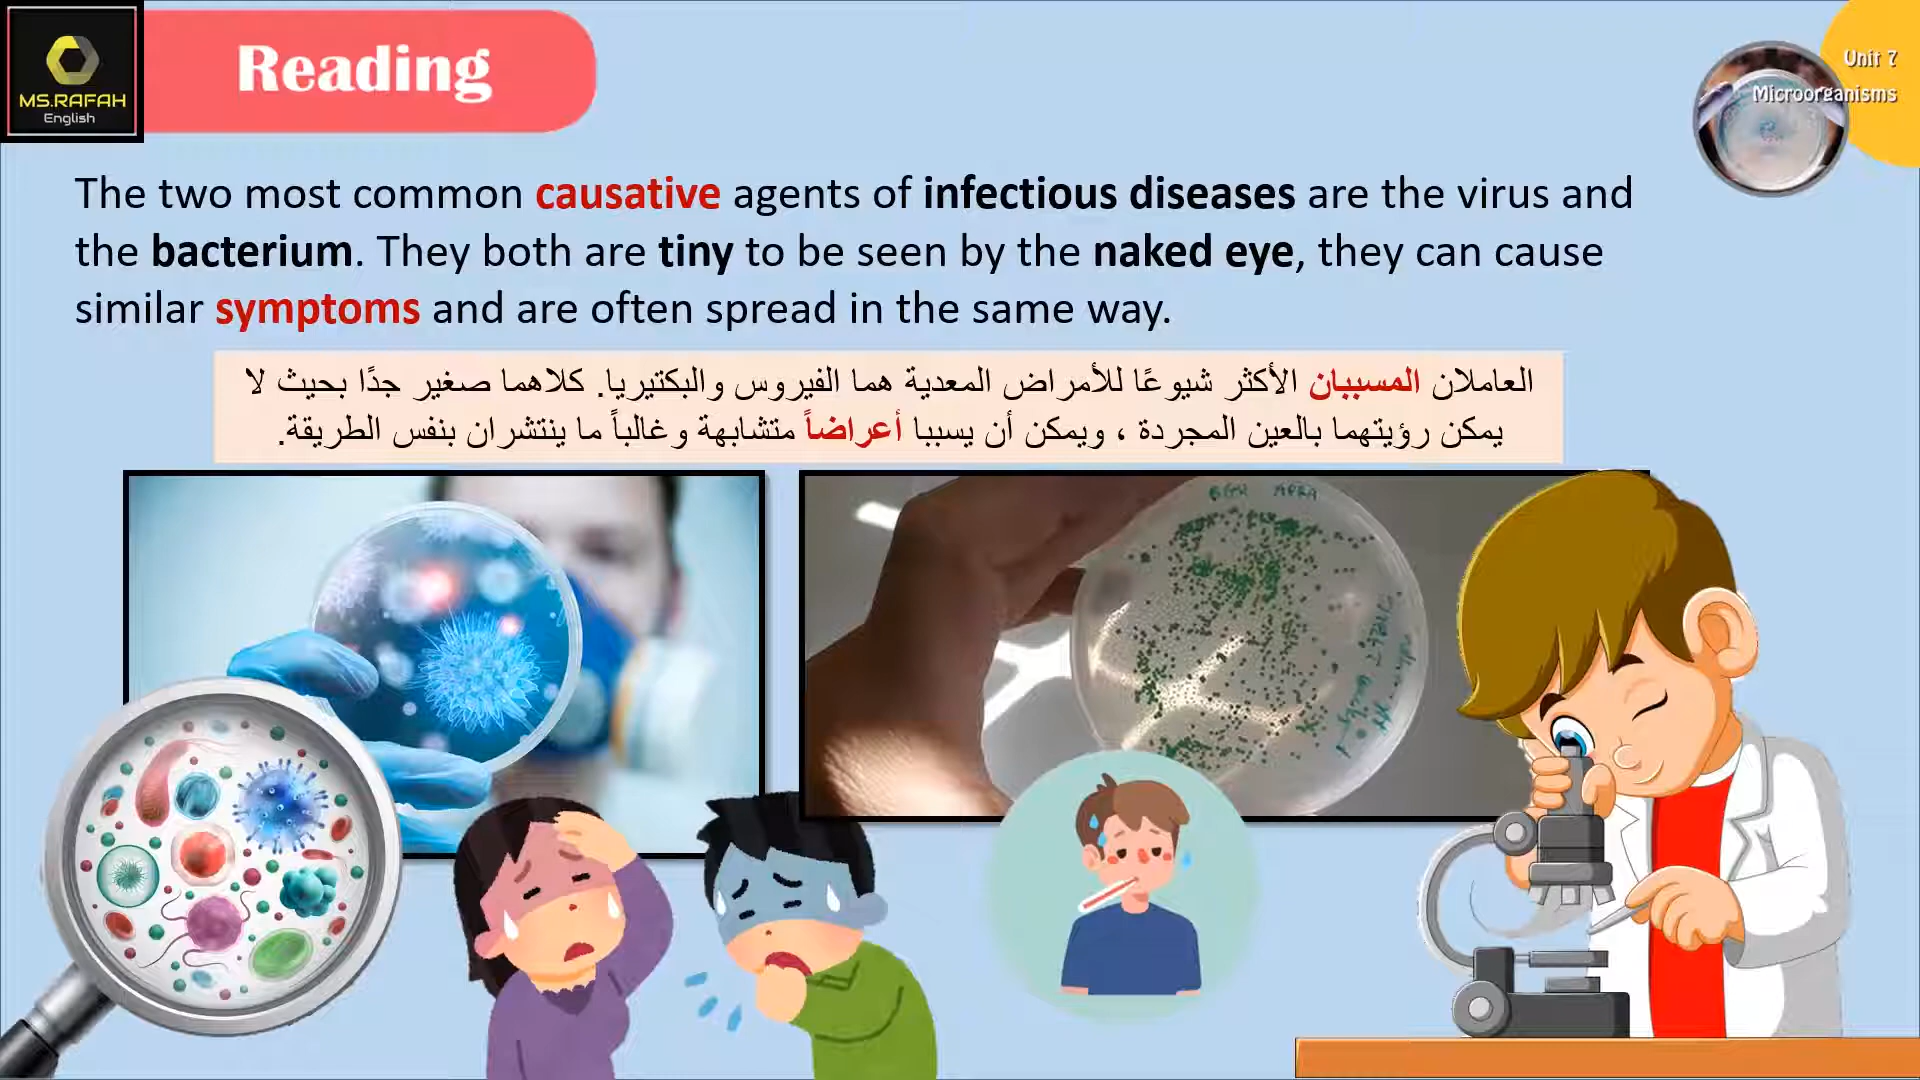 MS.RAFAH
English
Reading
Unit 7
Microorganisms
The two most common causative agents of infectious diseases are the virus and
the bacterium. They both are tiny to be seen by the naked eye, they can cause
similar symptoms and are often spread in the same way.
العاملان المسببان الأكثر شيوعًا للأمراض المعدية هما الفيروس والبكتيريا. كلاهما صغير جدًا بحيث لا
يمكن رؤيتهما بالعين المجردة ، ويمكن أن يسببا أعراضاً متشابهة وغالباً ما ينتشران بنفس الطريقة.